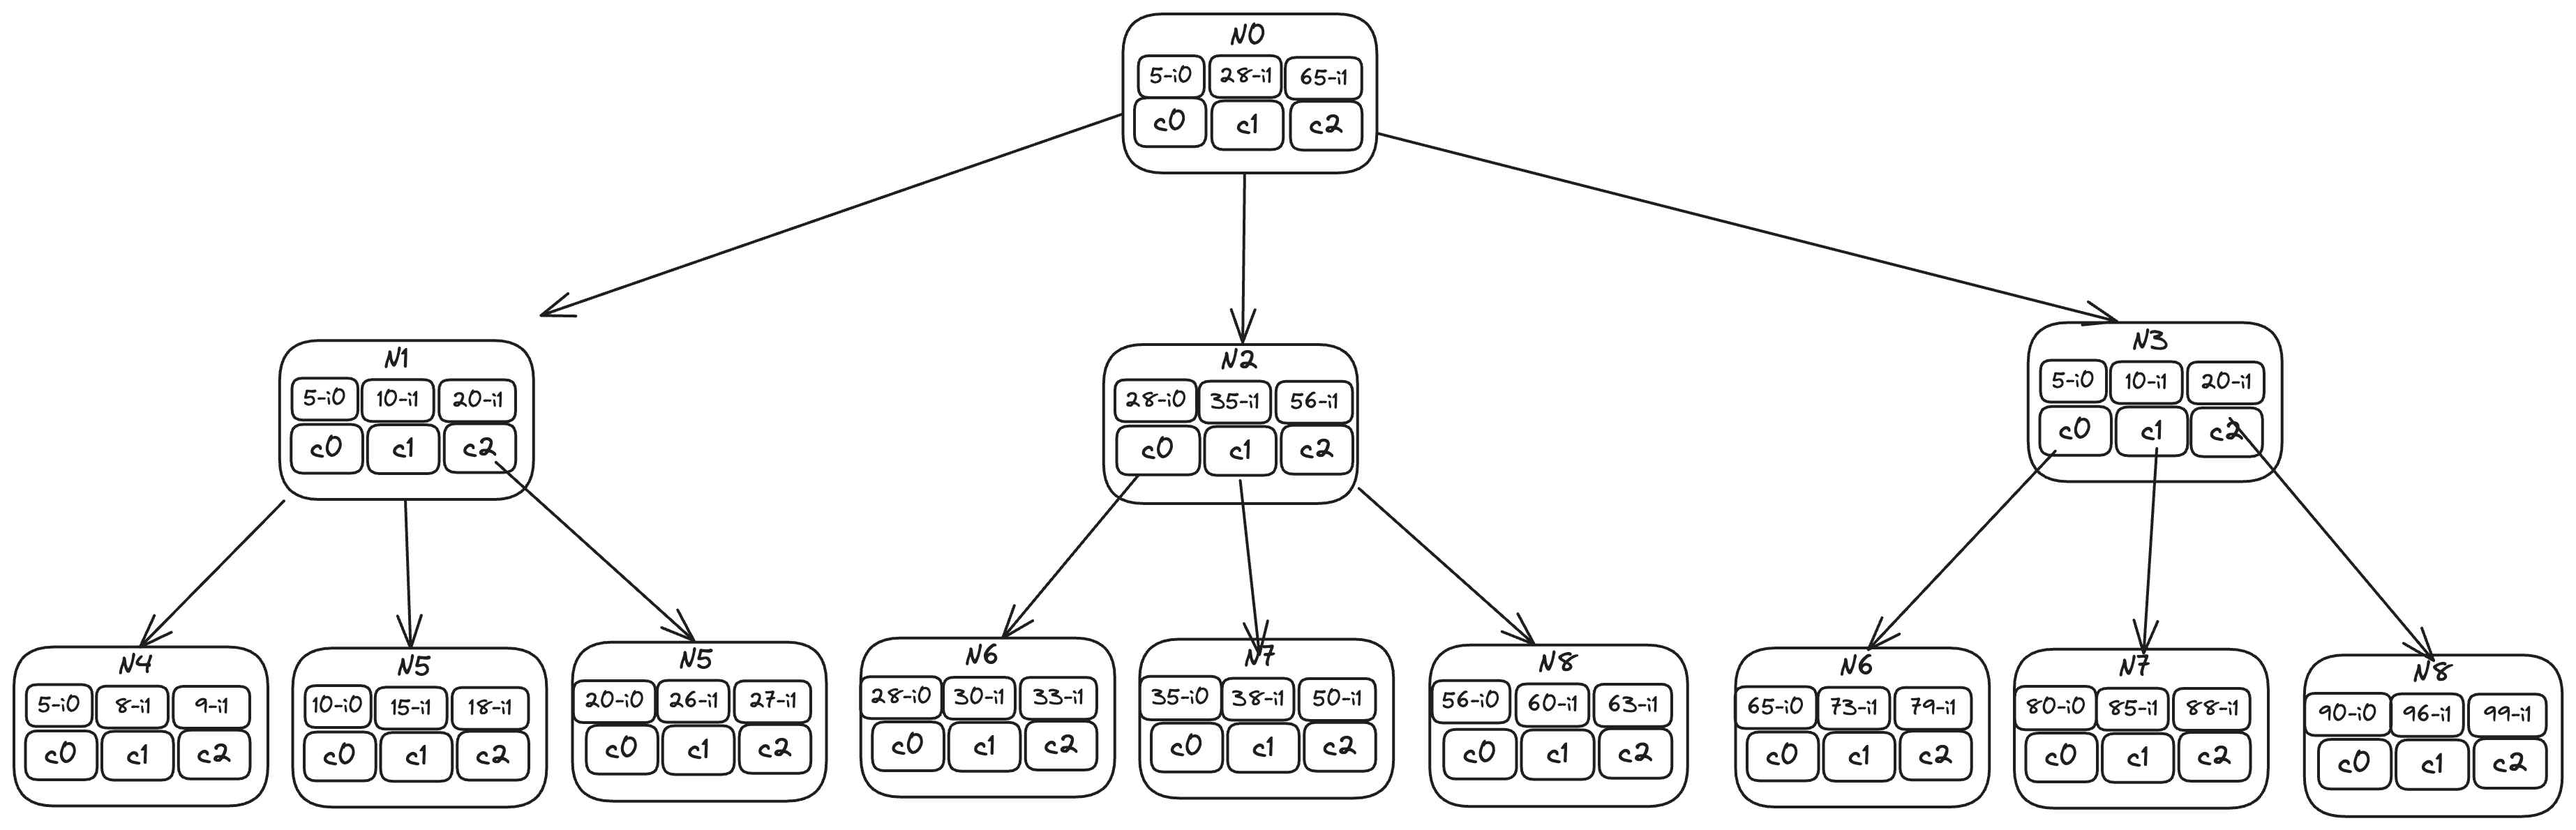 N0
5-i0 28-i1 65-i1
c0 c1 c2
N1
5-i0 10-i1 20-i1
c0 c1 c2
N2
28-i0 35-i1 56-i1
c0 c1 c2
N3
5-i0 10-i1 20-i1
c0 c1 c2
N4
5-i0 8-i1 9-i1
c0 c1 c2
N5
10-i0 15-i1 18-i1
c0 c1 c2
N5
20-i0 26-i1 27-i1
c0 c1 c2
N6
28-i0 30-i1 33-i1
c0 c1 c2
N7
35-i0 38-i1 50-i1
c0 c1 c2
N8
56-i0 60-i1 63-i1
c0 c1 c2
N6
65-i0 73-i1 79-i1
c0 c1 c2
N7
80-i0 85-i1 88-i1
c0 c1 c2
N8
90-i0 96-i1 99-i1
c0 c1 c2